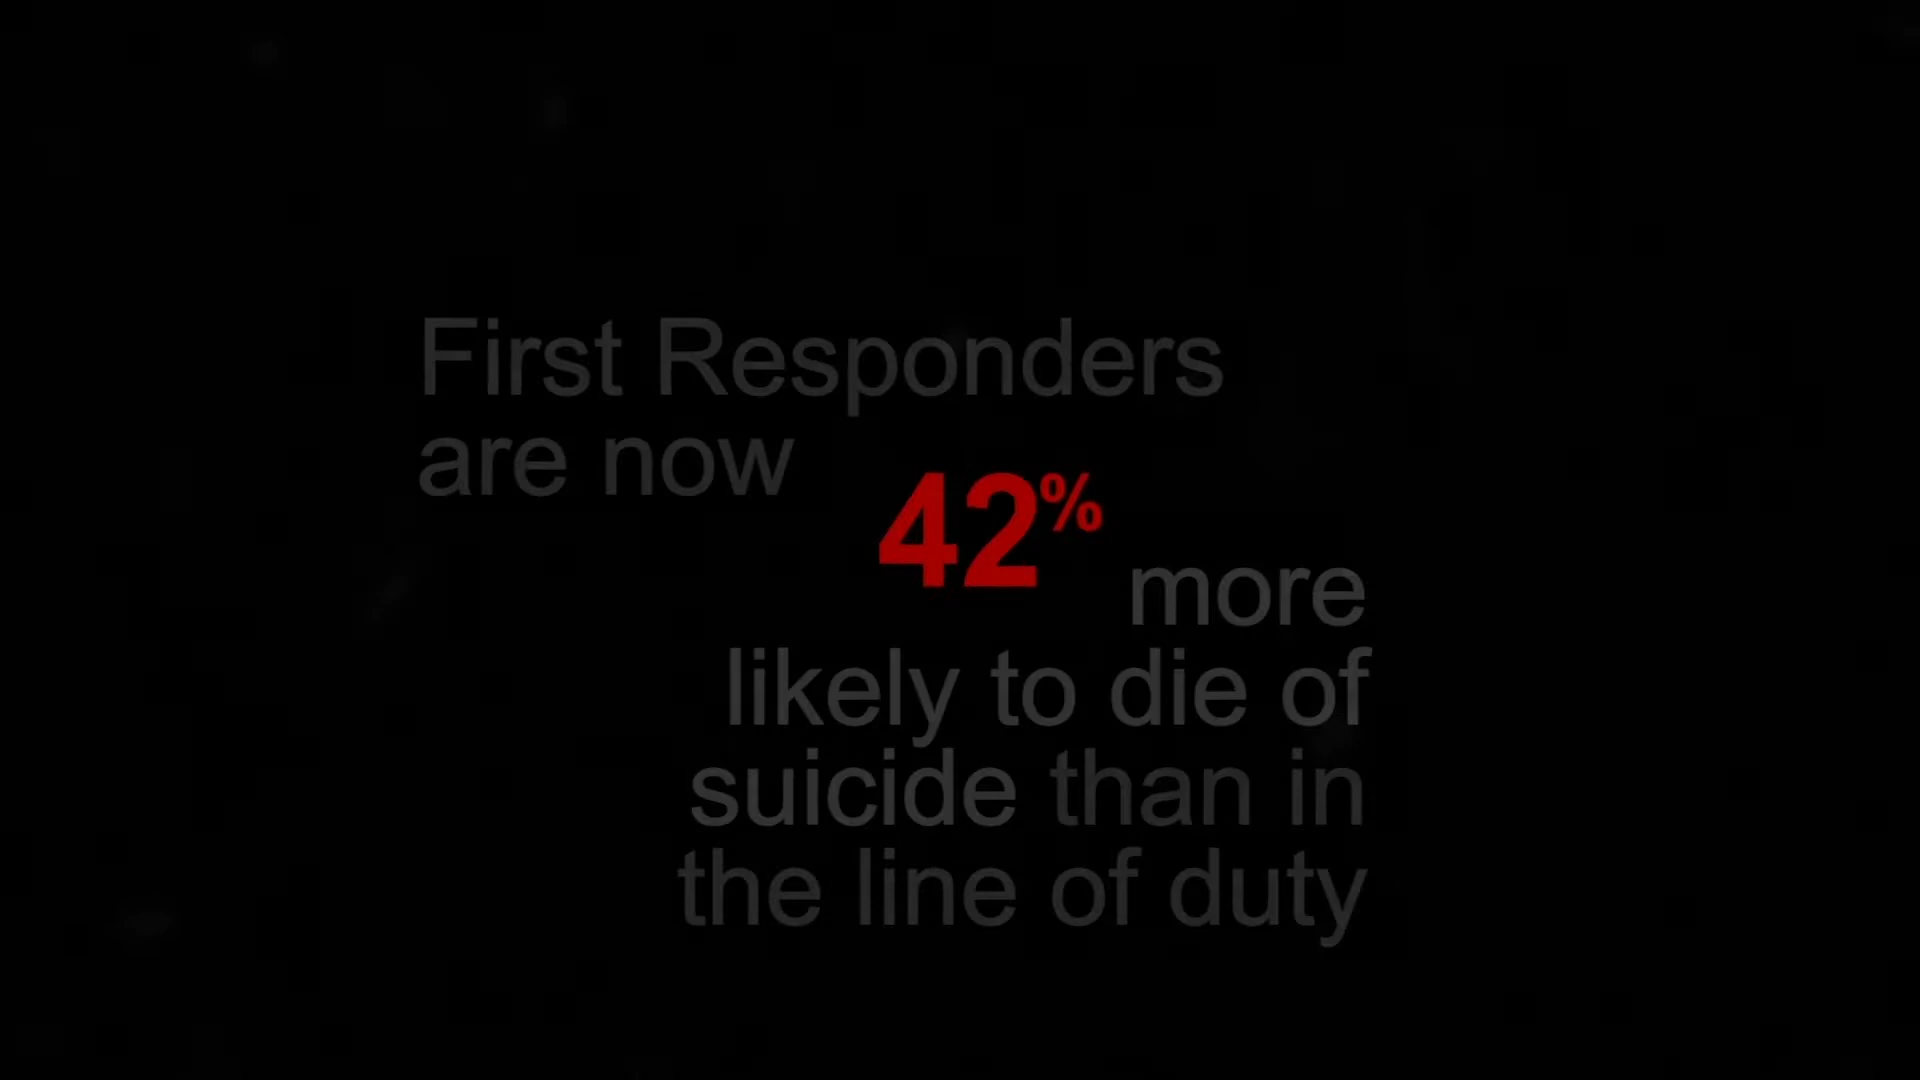 First Responders
are now
42%
more
likely to die of
suicide than in
the line of duty